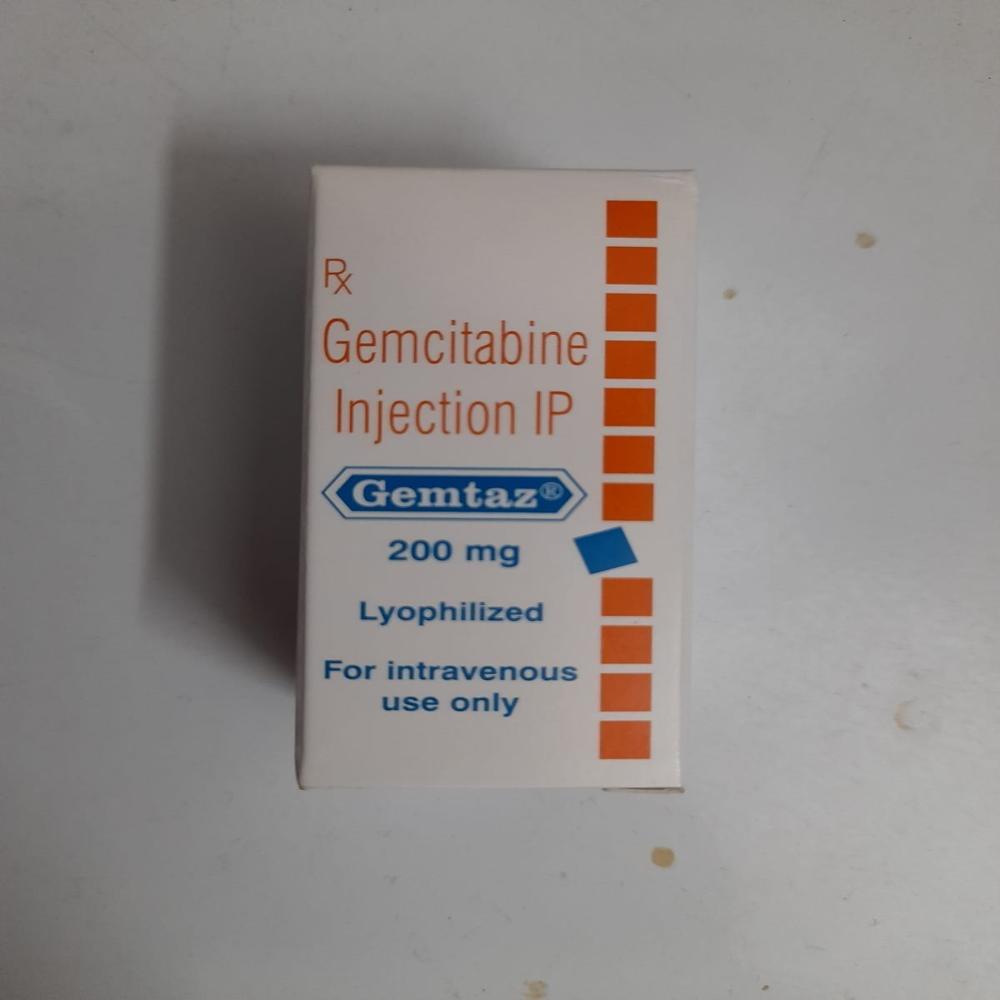 Rx
Gemcitabine
Injection IP
Gemtaz®
200 mg
Lyophilized
For intravenous
use only